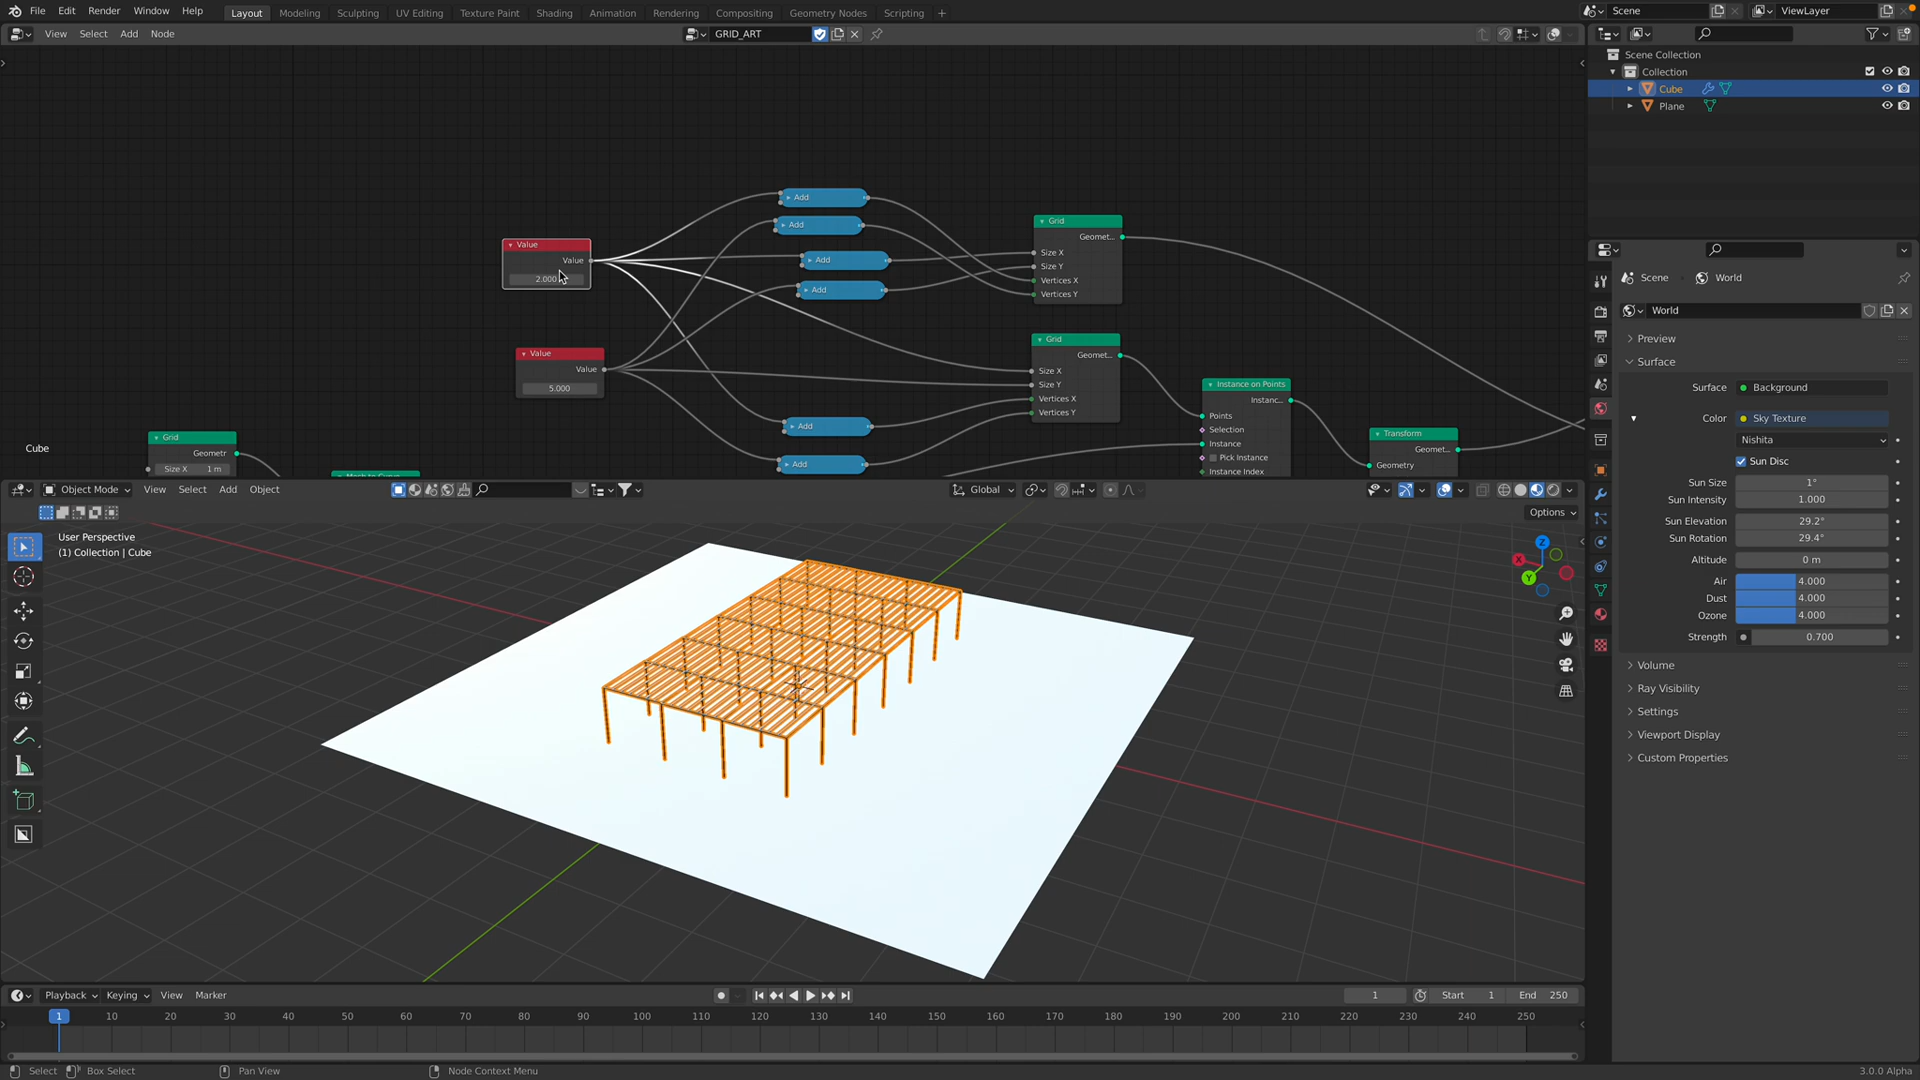 File Edit Render Window Help Layout Modeling Sculpting UV Editing Texture Paint Shading Animation Rendering Compositing Geometry Nodes Scripting + Scene ViewLayer
View Select Add Node GRID_ART
Scene Collection
Collection
Cube
Plane
Add
Add
Add
Add
Value
Value
2.000
Value
Value
5.000
Grid
Geomet...
Size X
Size Y
Vertices X
Vertices Y
Grid
Geomet...
Size X
Size Y
Vertices X
Vertices Y
Add
Add
Instance on Points
Instanc...
Points
Selection
Instance
Pick Instance
Instance Index
Transform
Geomet...
Geometry
Cube
Grid
Geometr
Size X 1 m
Mesh to Curve
Scene World
World
Preview
Surface
Surface Background
Color Sky Texture
Nishita
Sun Disc
Sun Size 1°
Sun Intensity 1.000
Sun Elevation 29.2°
Sun Rotation 29.4°
Altitude 0 m
Air 4.000
Dust 4.000
Ozone 4.000
Strength 0.700
Volume
Ray Visibility
Settings
Viewport Display
Custom Properties
Object Mode View Select Add Object Global
Options
User Perspective
(1) Collection | Cube
Z
X
Y
Playback Keying View Marker 1 Start 1 End 250
1 10 20 30 40 50 60 70 80 90 100 110 120 130 140 150 160 170 180 190 200 210 220 230 240 250
Select Box Select Pan View Node Context Menu 3.0.0 Alpha